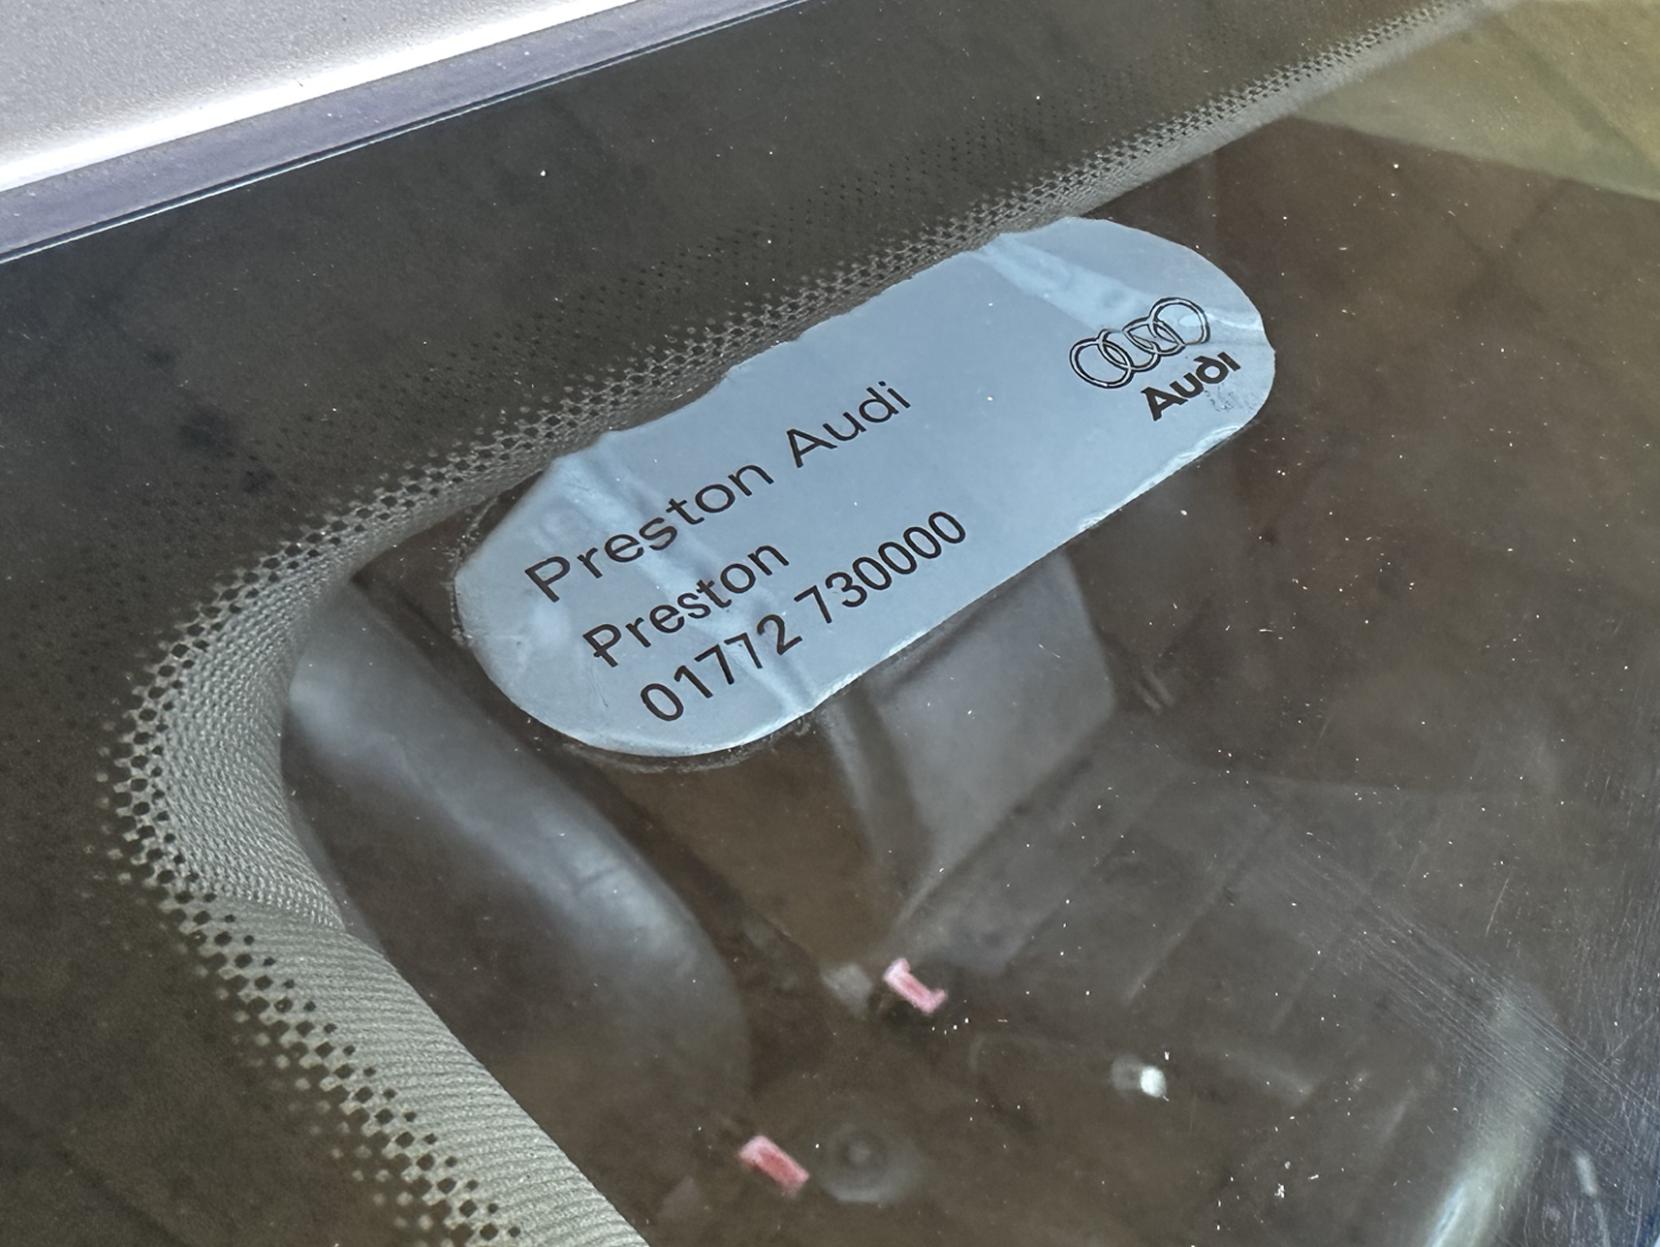 Preston Audi
Preston
01772 730000
Audi